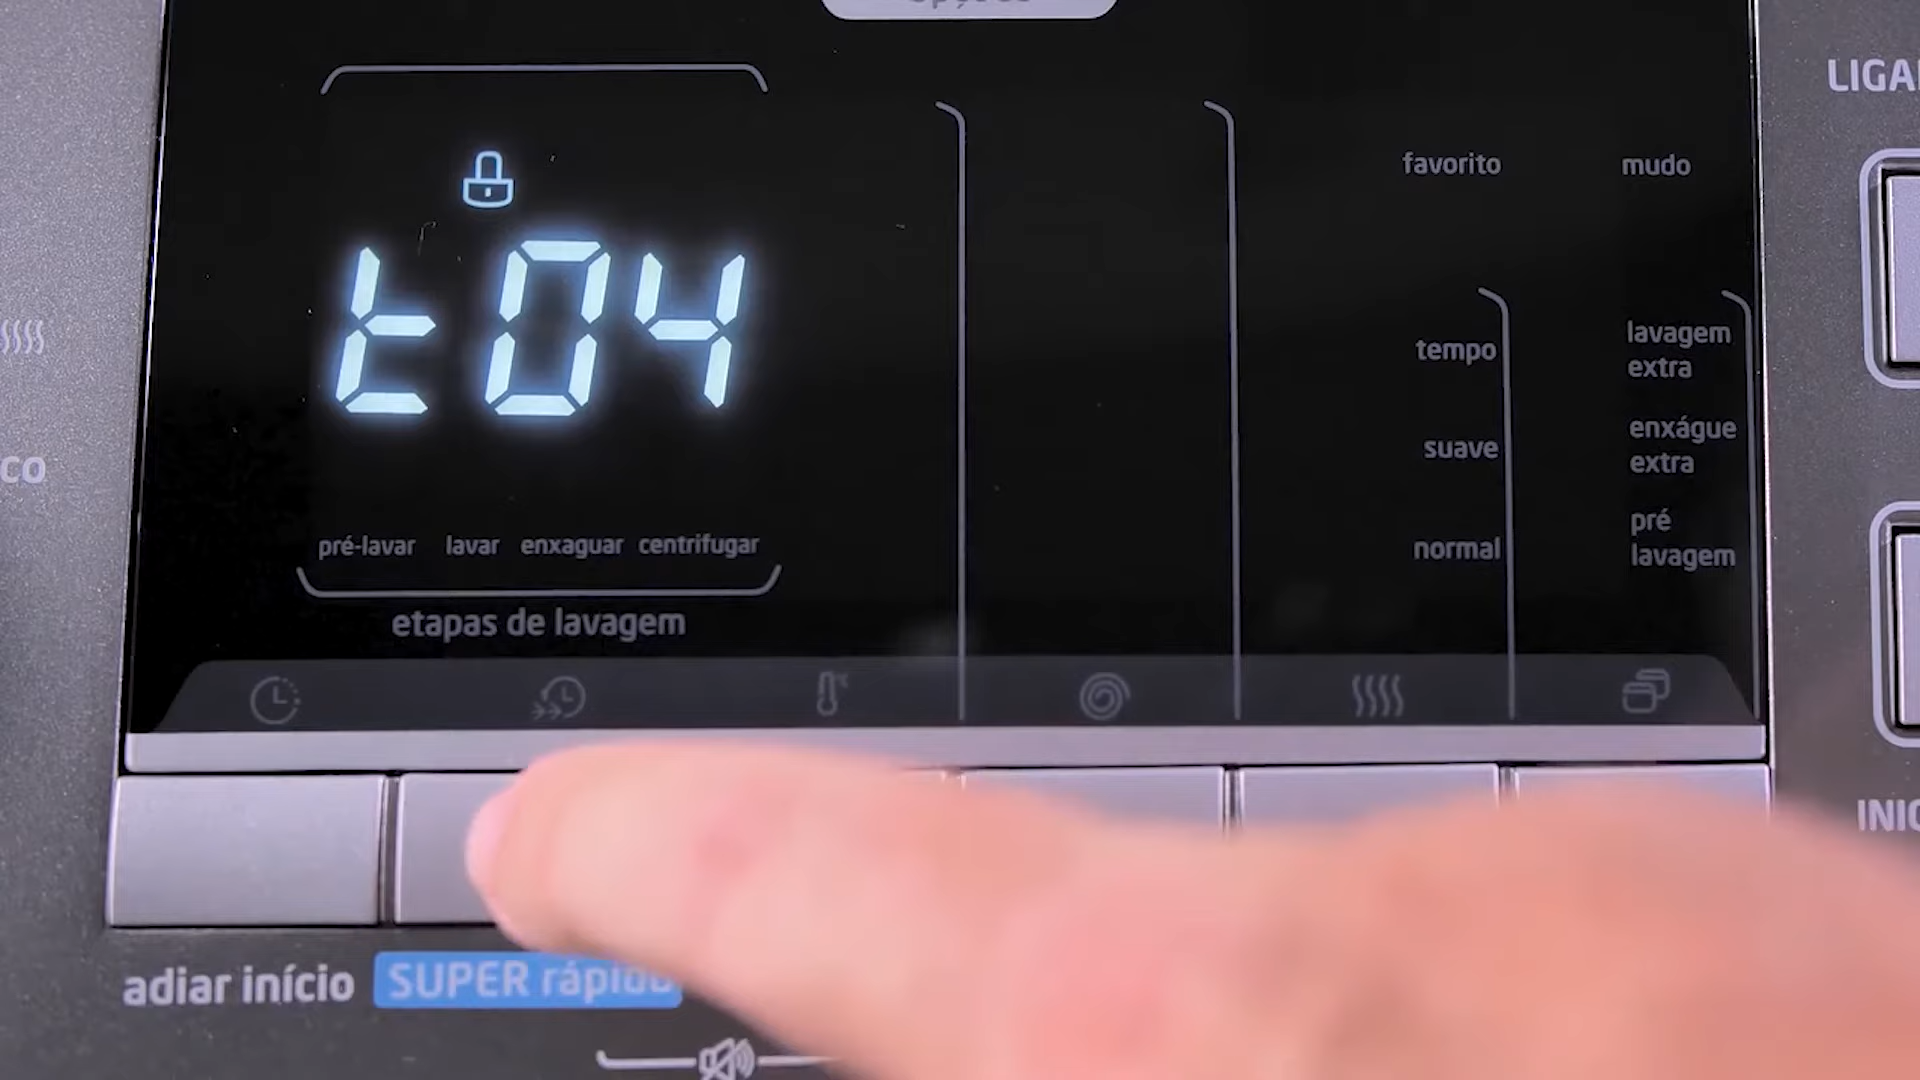 LIGA
favorito
mudo
t04
tempo
lavagem
extra
suave
enxágue
extra
CO
normal
pré
lavagem
pré-lavar lavar enxaguar centrifugar
etapas de lavagem
INIC
adiar início
SUPER rápido